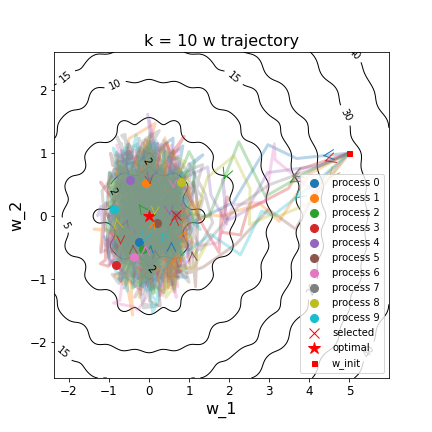 k = 10 w trajectory
w_2
2
1
0
−1
−2
15
10
15
40
30
5
2
2
2
15
process 0
process 1
process 2
process 3
process 4
process 5
process 6
process 7
process 8
process 9
selected
optimal
w_init
−2 −1 0 1 2 3 4 5
w_1